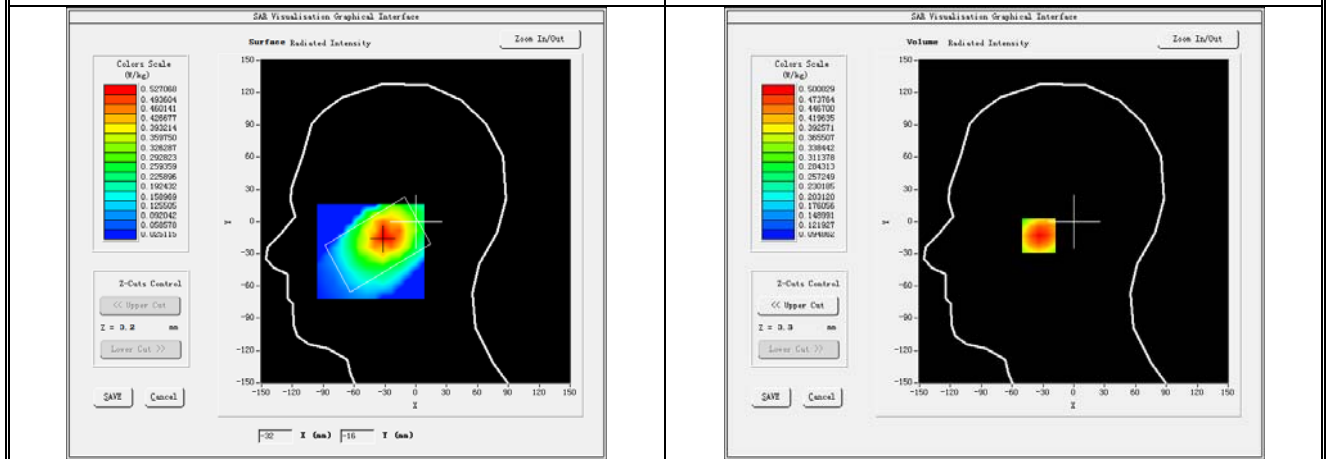 SAR Visualisation Graphical Interface
Surface Radiated Intensity
Zoom In/Out
Colors Scale
(W/kg)
0.527068
0.493604
0.460141
0.426677
0.393214
0.359750
0.326287
0.292823
0.259359
0.225896
0.192432
0.158969
0.125505
0.092042
0.058578
0.025115
150
120
90
60
30
0
-30
-60
-90
-120
-150
Y
-150 -120 -90 -60 -30 0 30 60 90 120 150
X
Z-Cuts Control
<< Upper Cut
Z = 3.2 mm
Lower Cut >>
SAVE Cancel
-32 X (mm) -16 Y (mm)
SAR Visualisation Graphical Interface
Volume Radiated Intensity
Zoom In/Out
Colors Scale
(W/kg)
0.500829
0.473764
0.446700
0.419635
0.392571
0.365507
0.338442
0.311378
0.284313
0.257249
0.230185
0.203120
0.176056
0.148991
0.121927
0.094862
150
120
90
60
30
0
-30
-60
-90
-120
-150
Y
-150 -120 -90 -60 -30 0 30 60 90 120 150
X
Z-Cuts Control
<< Upper Cut
Z = 3.3 mm
Lower Cut >>
SAVE Cancel